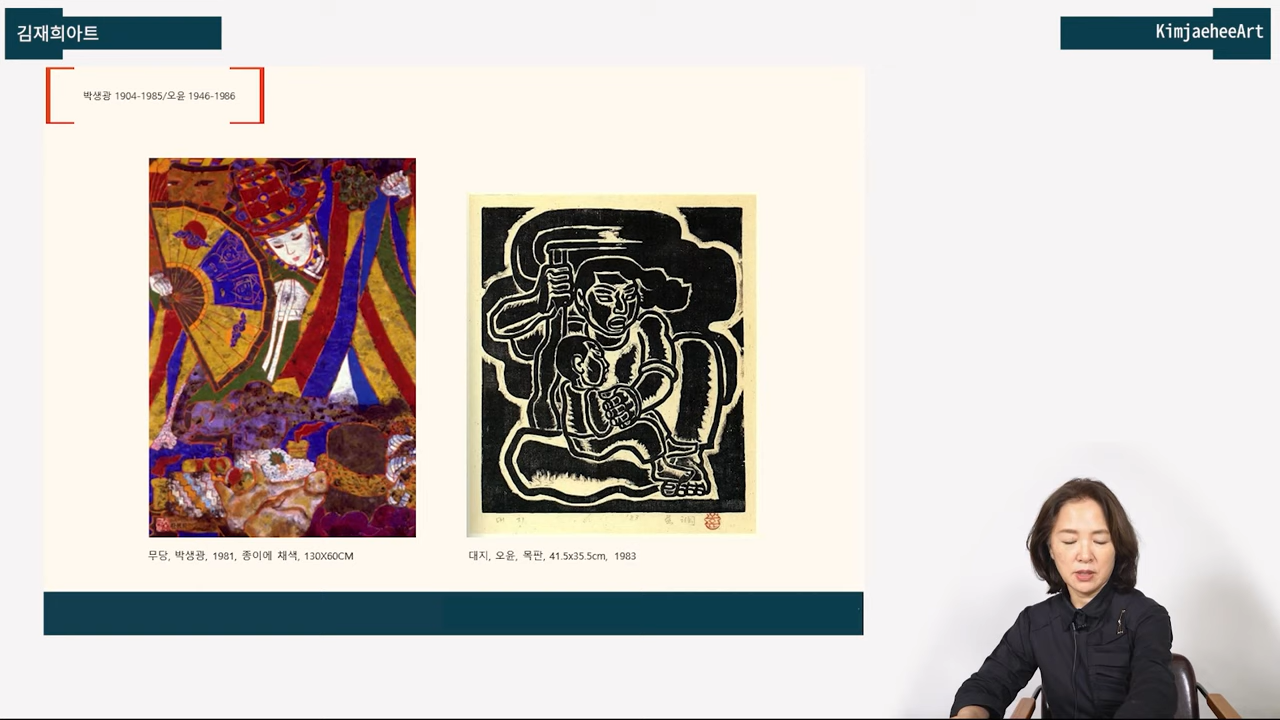 김재희아트
KimjaeheeArt
박생광 1904-1985/오윤 1946-1986
무당, 박생광, 1981, 종이에 채색, 130X60CM
대지, 오윤, 목판, 41.5x35.5cm, 1983